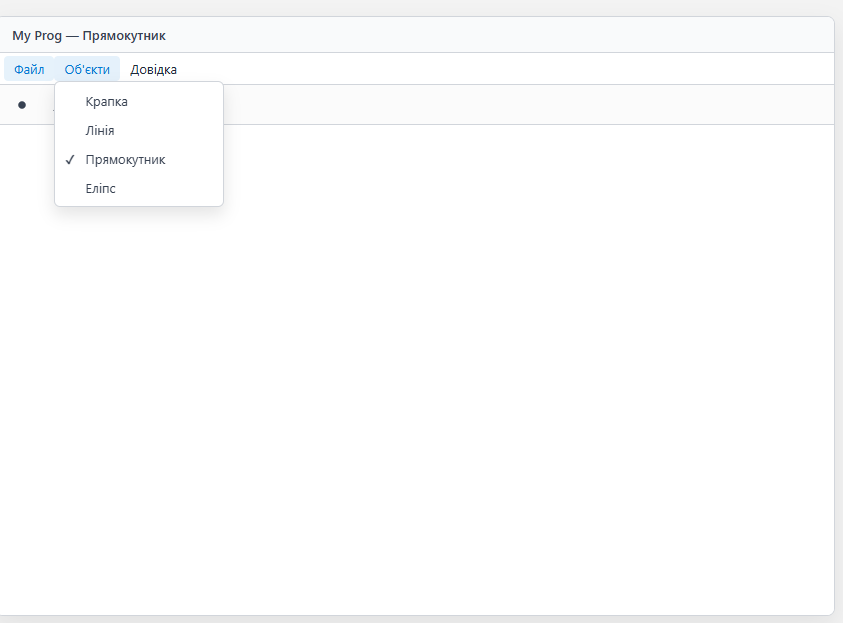 My Prog — Прямокутник
Файл Об'єкти Довідка
Крапка
Лінія
✓ Прямокутник
Еліпс